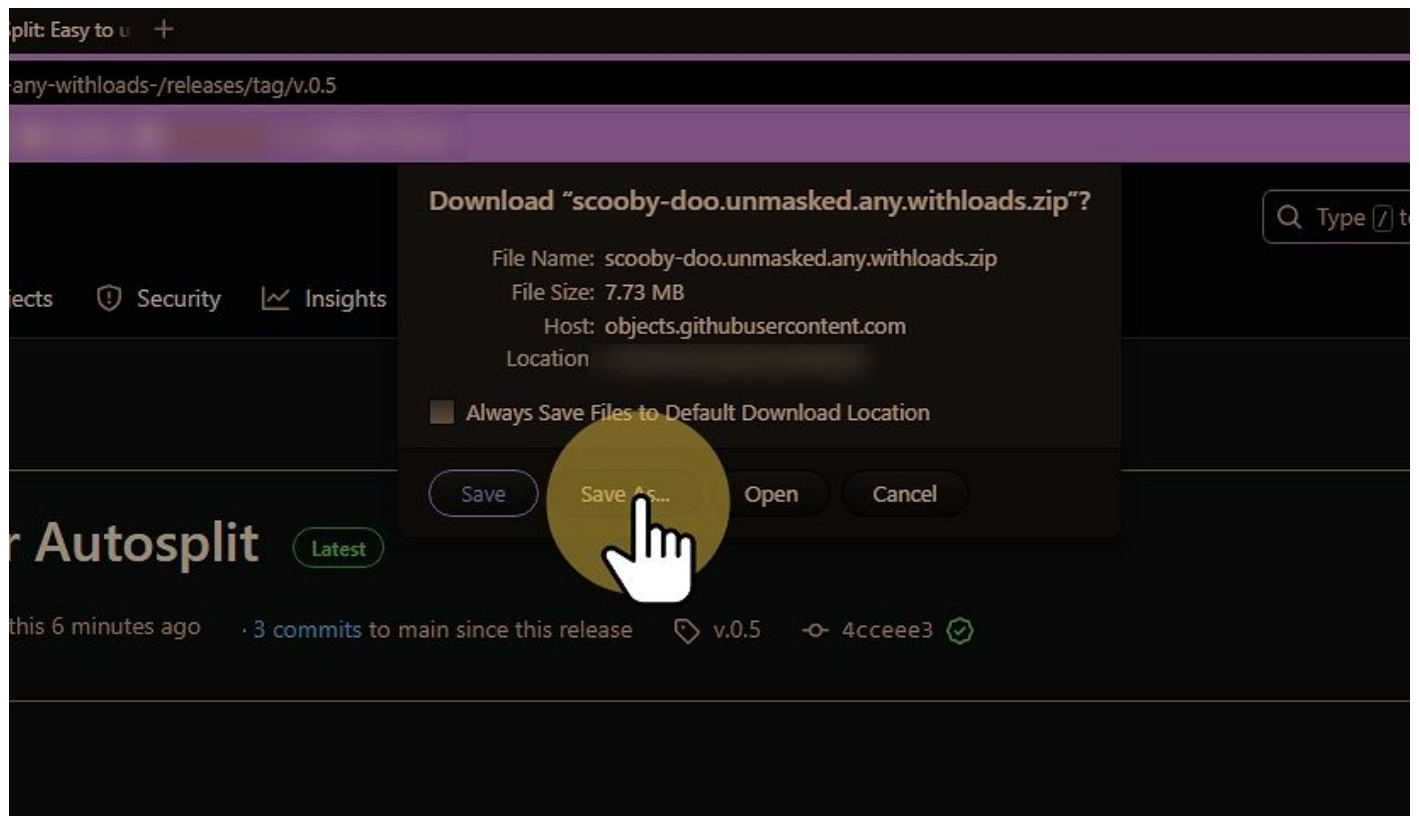 plit: Easy to u
-any-withloads-/releases/tag/v.0.5
Download “scooby-doo.unmasked.any.withloads.zip”?
Type / to
File Name: scooby-doo.unmasked.any.withloads.zip
File Size: 7.73 MB
jects Security Insights
Host: objects.githubusercontent.com
Location
Always Save Files to Default Download Location
Save Save As... Open Cancel
r Autosplit Latest
this 6 minutes ago · 3 commits to main since this release v.0.5 4cceee3